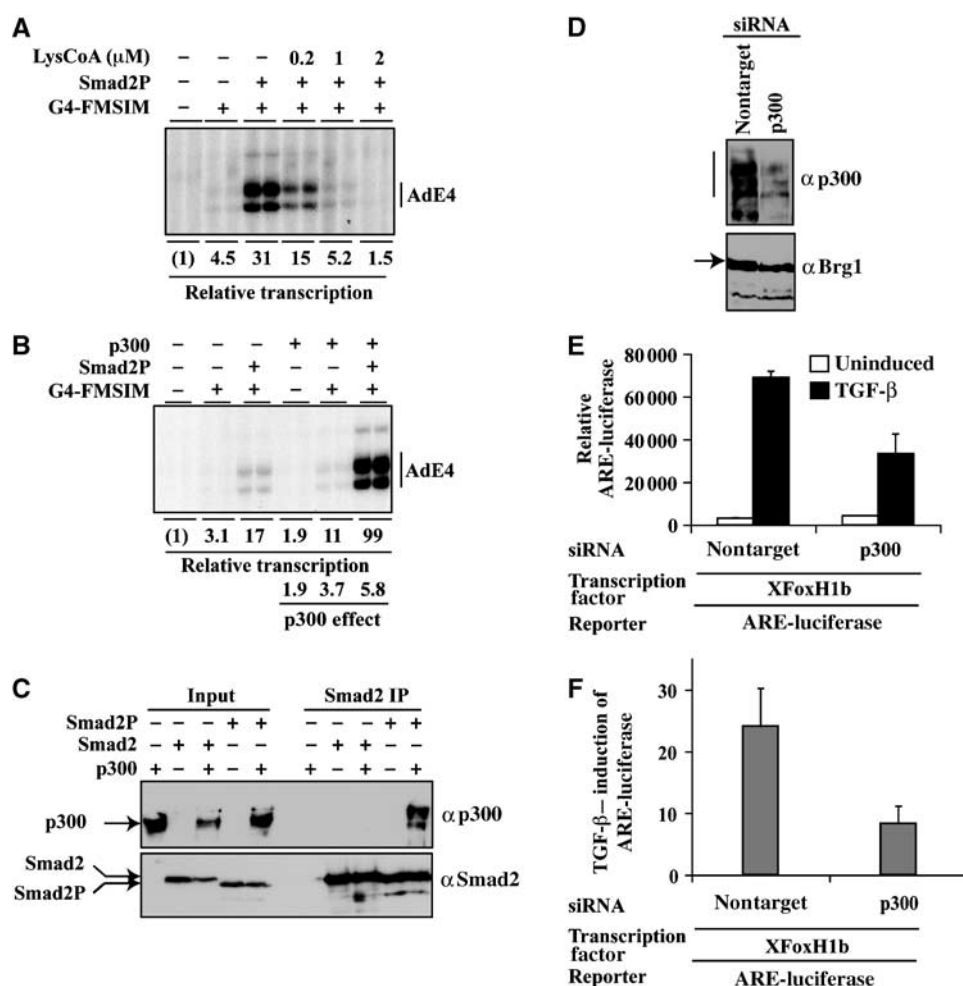 A
LysCoA (μM) 0.2 1 2
Smad2P – – + + + +
G4-FMSIM – + + + + +
AdE4
(1) 4.5 31 15 5.2 1.5
Relative transcription
B
p300 – – – + + +
Smad2P – – + – – +
G4-FMSIM – + + – + +
AdE4
(1) 3.1 17 1.9 11 99
Relative transcription
1.9 3.7 5.8
p300 effect
C
Input Smad2 IP
Smad2P – – – + + – – – + +
Smad2 – + + – – – + + – –
p300 + – + – + + – + – +
p300 α p300
Smad2
Smad2P α Smad2
D
siRNA
Nontarget p300
α p300
α Brg1
E
Relative
ARE-luciferase
80 000
60 000
40 000
20 000
0
Uninduced
TGF-β
siRNA Nontarget p300
Transcription
factor XFoxH1b
Reporter ARE-luciferase
F
TGF-β– induction of
ARE-luciferase
30
20
10
0
siRNA Nontarget p300
Transcription
factor XFoxH1b
Reporter ARE-luciferase